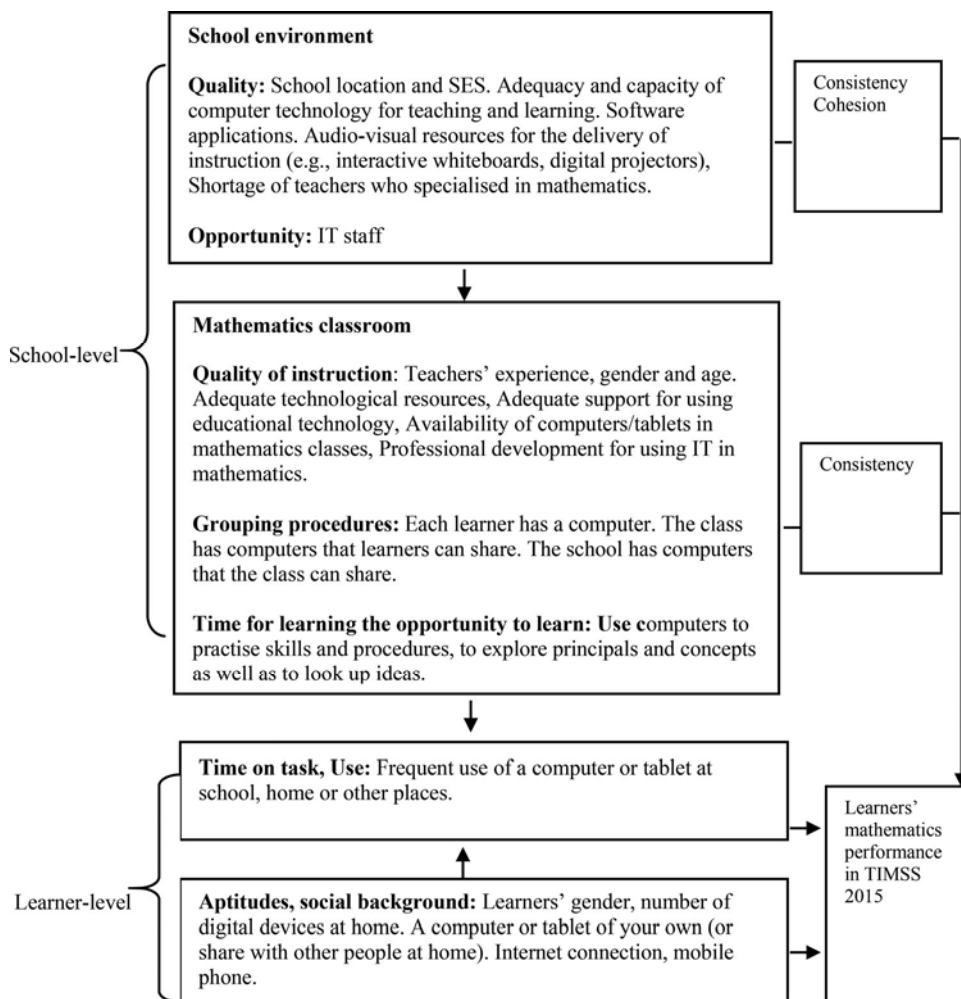 School environment
Quality: School location and SES. Adequacy and capacity of
computer technology for teaching and learning. Software
applications. Audio-visual resources for the delivery of
instruction (e.g., interactive whiteboards, digital projectors),
Shortage of teachers who specialised in mathematics.
Opportunity: IT staff
Consistency
Cohesion
School-level
Mathematics classroom
Quality of instruction: Teachers’ experience, gender and age.
Adequate technological resources, Adequate support for using
educational technology, Availability of computers/tablets in
mathematics classes, Professional development for using IT in
mathematics.
Grouping procedures: Each learner has a computer. The class
has computers that learners can share. The school has computers
that the class can share.
Time for learning the opportunity to learn: Use computers to
practise skills and procedures, to explore principals and concepts
as well as to look up ideas.
Consistency
Learner-level
Time on task, Use: Frequent use of a computer or tablet at
school, home or other places.
Aptitudes, social background: Learners’ gender, number of
digital devices at home. A computer or tablet of your own (or
share with other people at home). Internet connection, mobile
phone.
Learners’
mathematics
performance
in TIMSS
2015